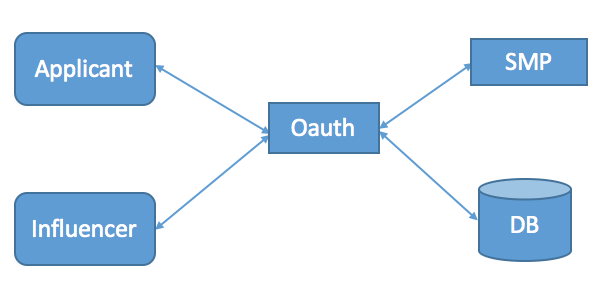 Applicant
SMP
Oauth
Influencer
DB